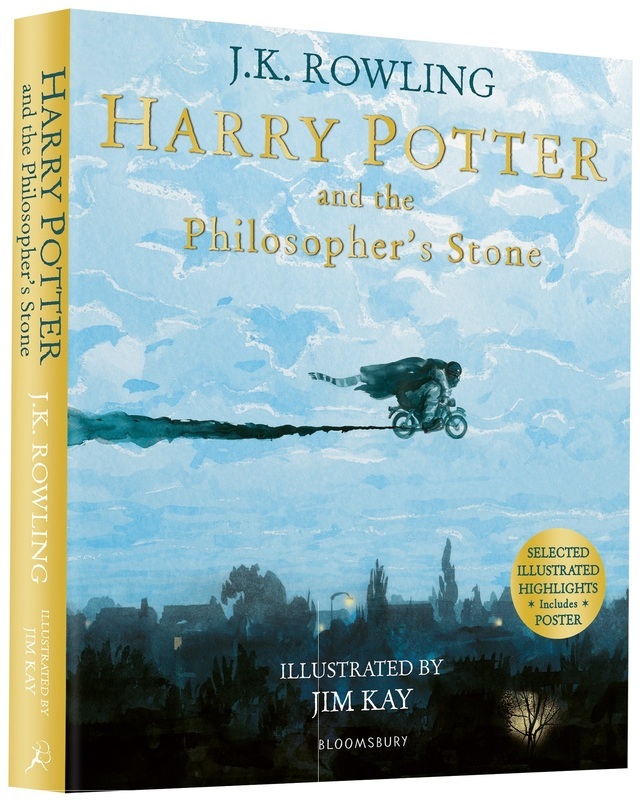 J.K. ROWLING
HARRY POTTER
and the
Philosopher's Stone
SELECTED
ILLUSTRATED
HIGHLIGHTS
* Includes *
POSTER
ILLUSTRATED BY
JIM KAY
BLOOMSBURY
HARRY POTTER
and the Philosopher's Stone
J.K. ROWLING
ILLUSTRATED BY
JIM KAY